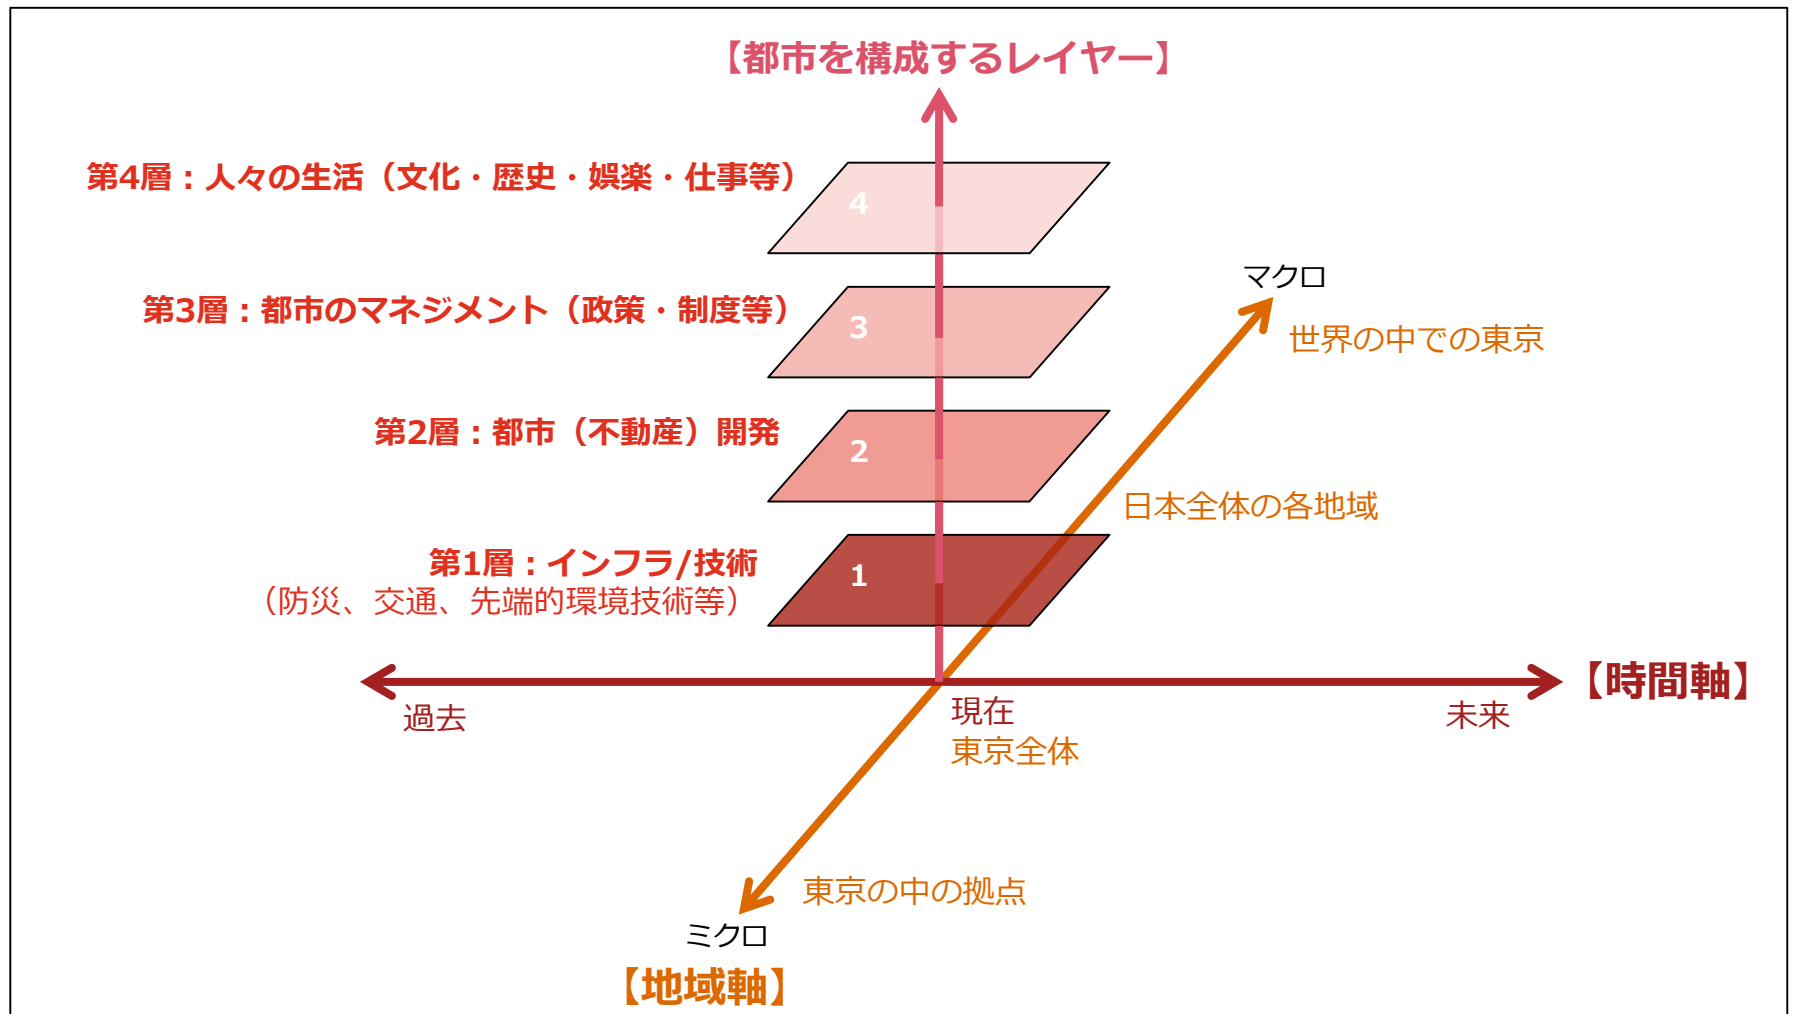 【都市を構成するレイヤー】
第4層：人々の生活（文化・歴史・娯楽・仕事等）
4
マクロ
第3層：都市のマネジメント（政策・制度等）
3
世界の中での東京
第2層：都市（不動産）開発
2
日本全体の各地域
第1層：インフラ/技術
（防災、交通、先端的環境技術等）
1
【時間軸】
過去
現在
未来
東京全体
東京の中の拠点
ミクロ
【地域軸】